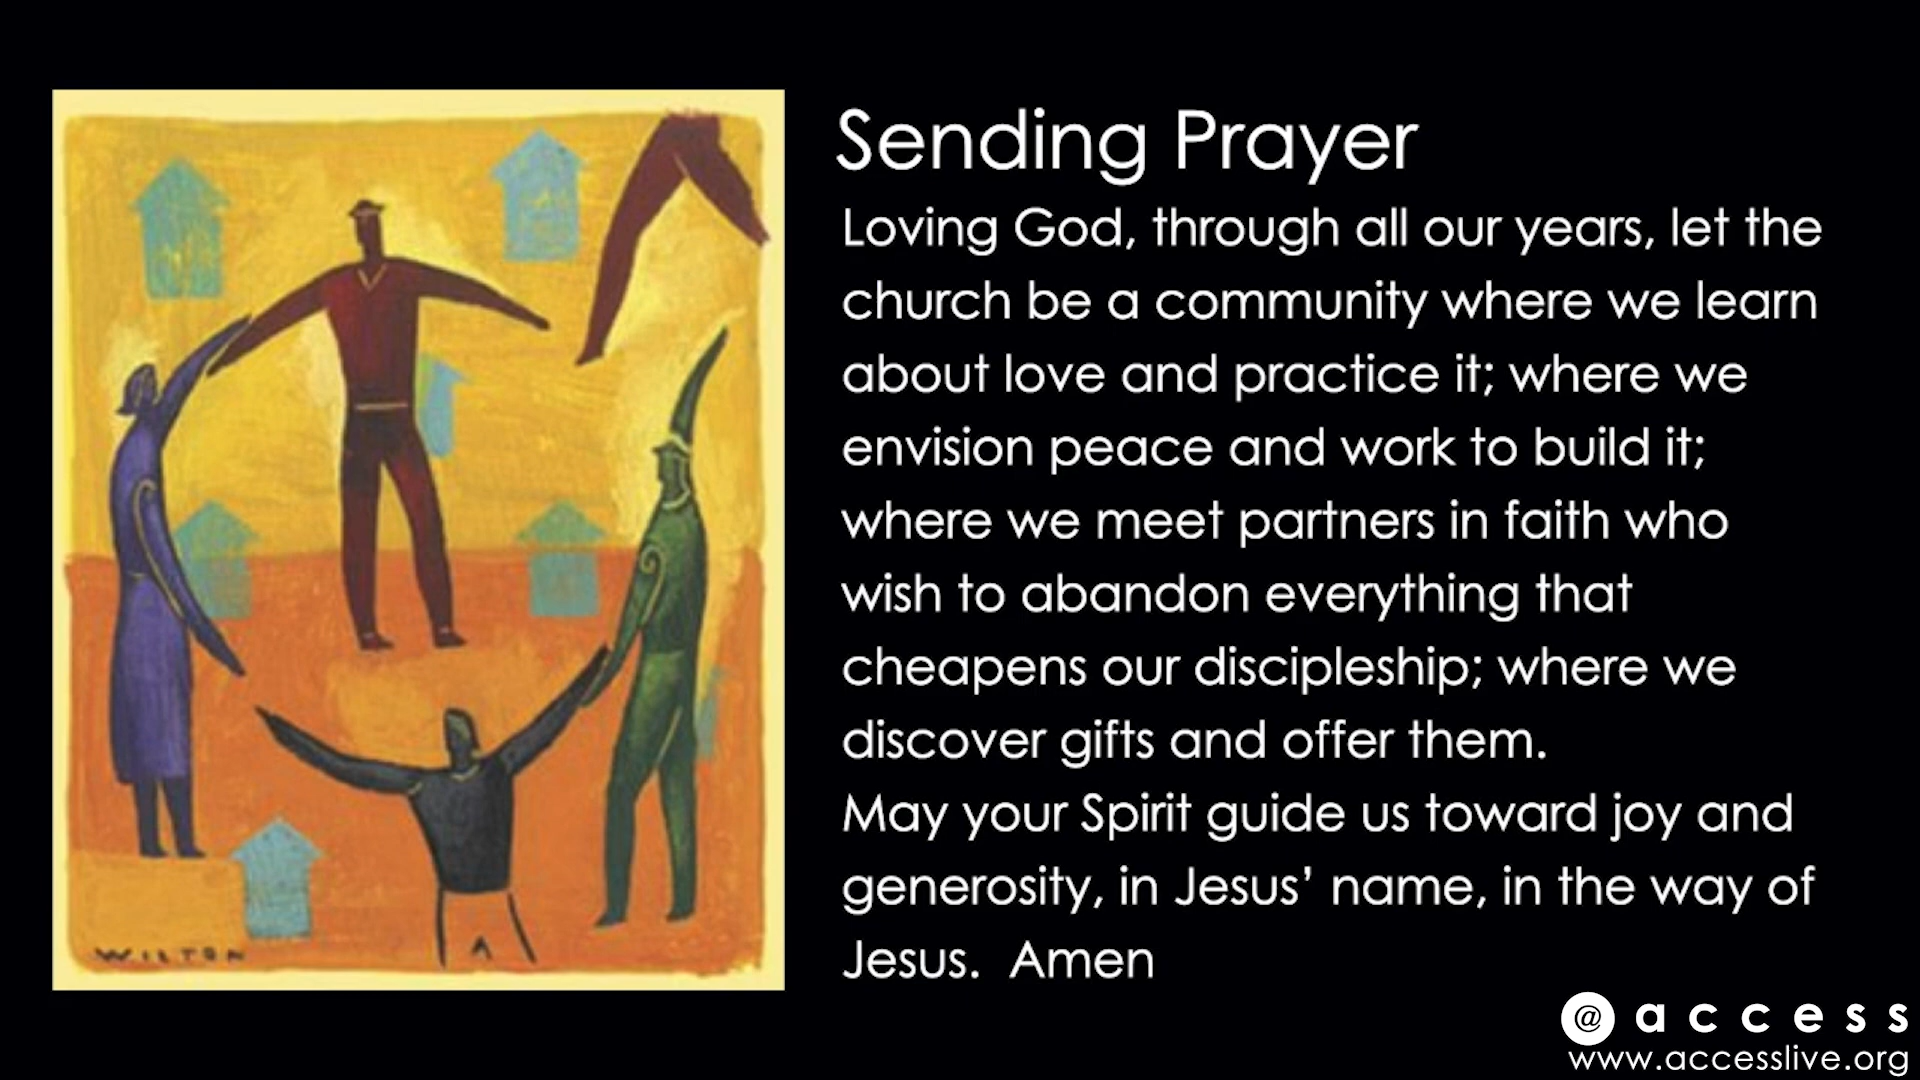 Sending Prayer
Loving God, through all our years, let the
church be a community where we learn
about love and practice it; where we
envision peace and work to build it;
where we meet partners in faith who
wish to abandon everything that
cheapens our discipleship; where we
discover gifts and offer them.
May your Spirit guide us toward joy and
generosity, in Jesus’ name, in the way of
Jesus.  Amen
WILTON
@ access
www.accesslive.org